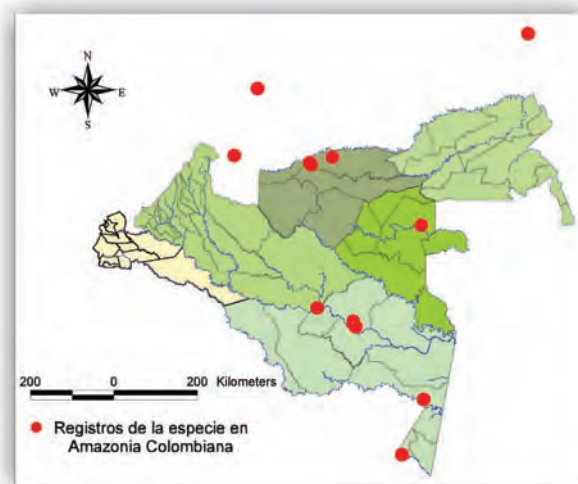 N
W E
S
200 0 200 Kilometers
Registros de la especie en
Amazonia Colombiana